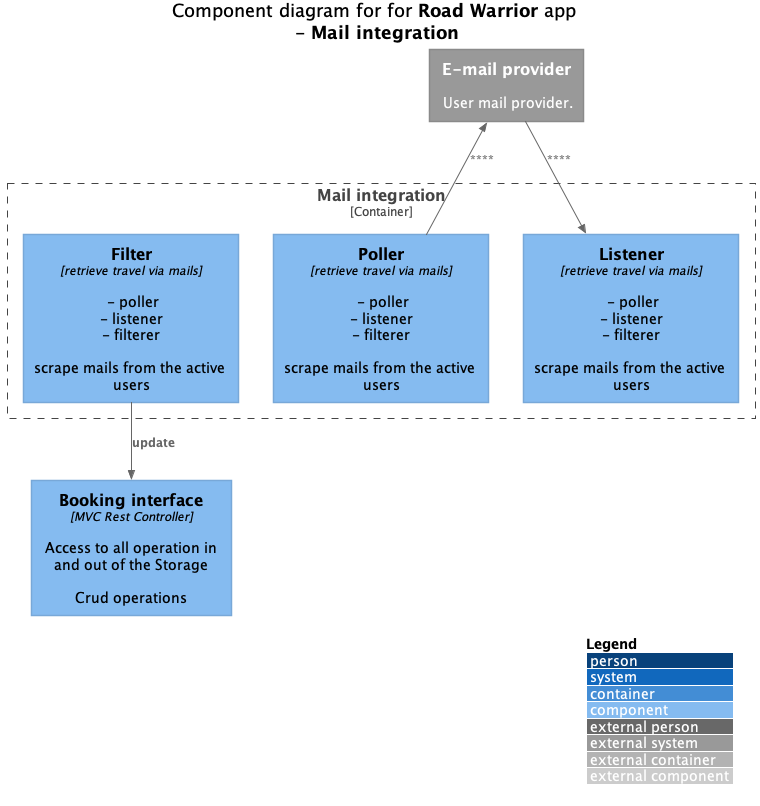 Component diagram for for Road Warrior app
– Mail integration
E-mail provider
User mail provider.
****
****
Mail integration
[Container]
Filter
[retrieve travel via mails]
– poller
– listener
– filterer
scrape mails from the active
users
Poller
[retrieve travel via mails]
– poller
– listener
– filterer
scrape mails from the active
users
Listener
[retrieve travel via mails]
– poller
– listener
– filterer
scrape mails from the active
users
update
Booking interface
[MVC Rest Controller]
Access to all operation in
and out of the Storage
Crud operations
Legend
person
system
container
component
external person
external system
external container
external component